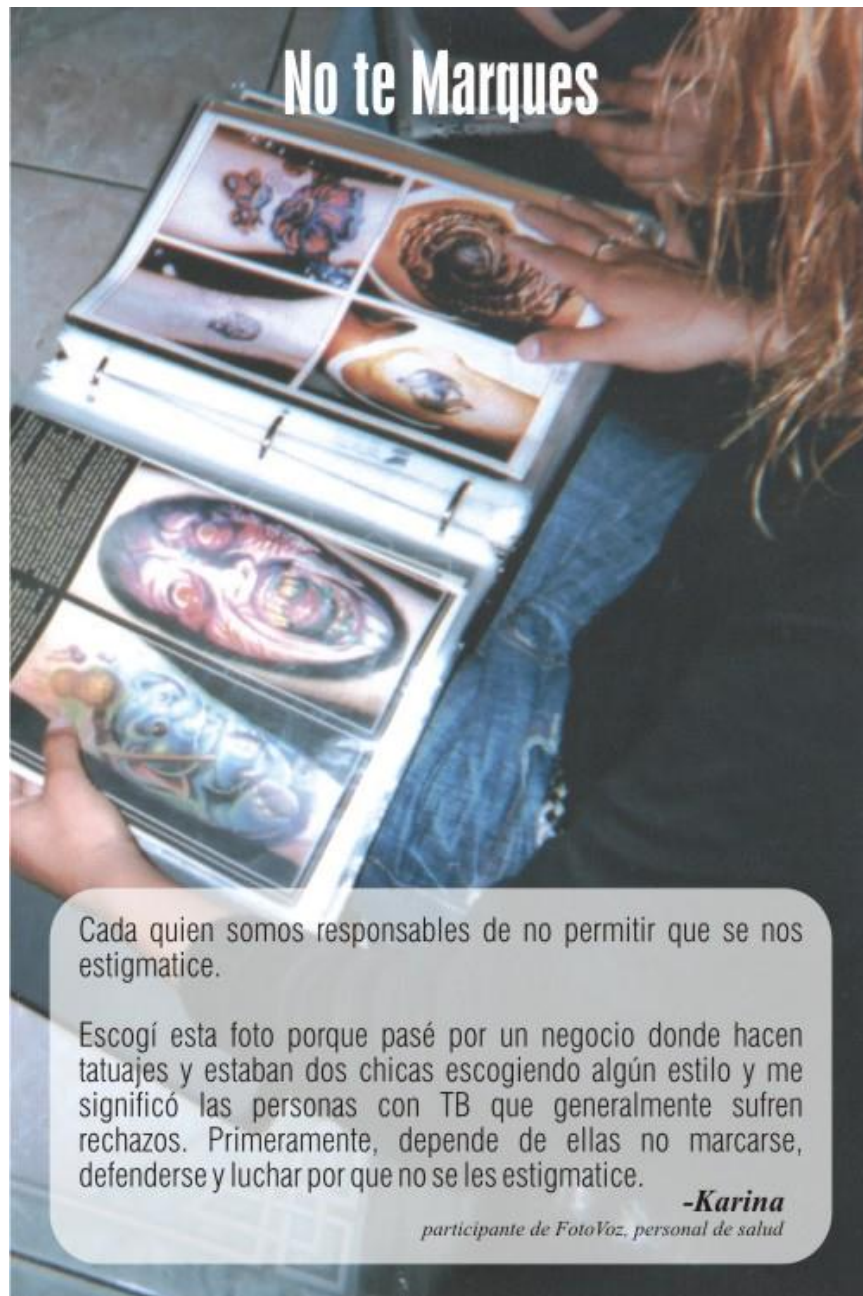 No te Marques
Cada quien somos responsables de no permitir que se nos
estigmatice.
Escogí esta foto porque pasé por un negocio donde hacen
tatuajes y estaban dos chicas escogiendo algún estilo y me
significó las personas con TB que generalmente sufren
rechazos. Primeramente, depende de ellas no marcarse,
defenderse y luchar por que no se les estigmatice.
-Karina
participante de FotoVoz, personal de salud